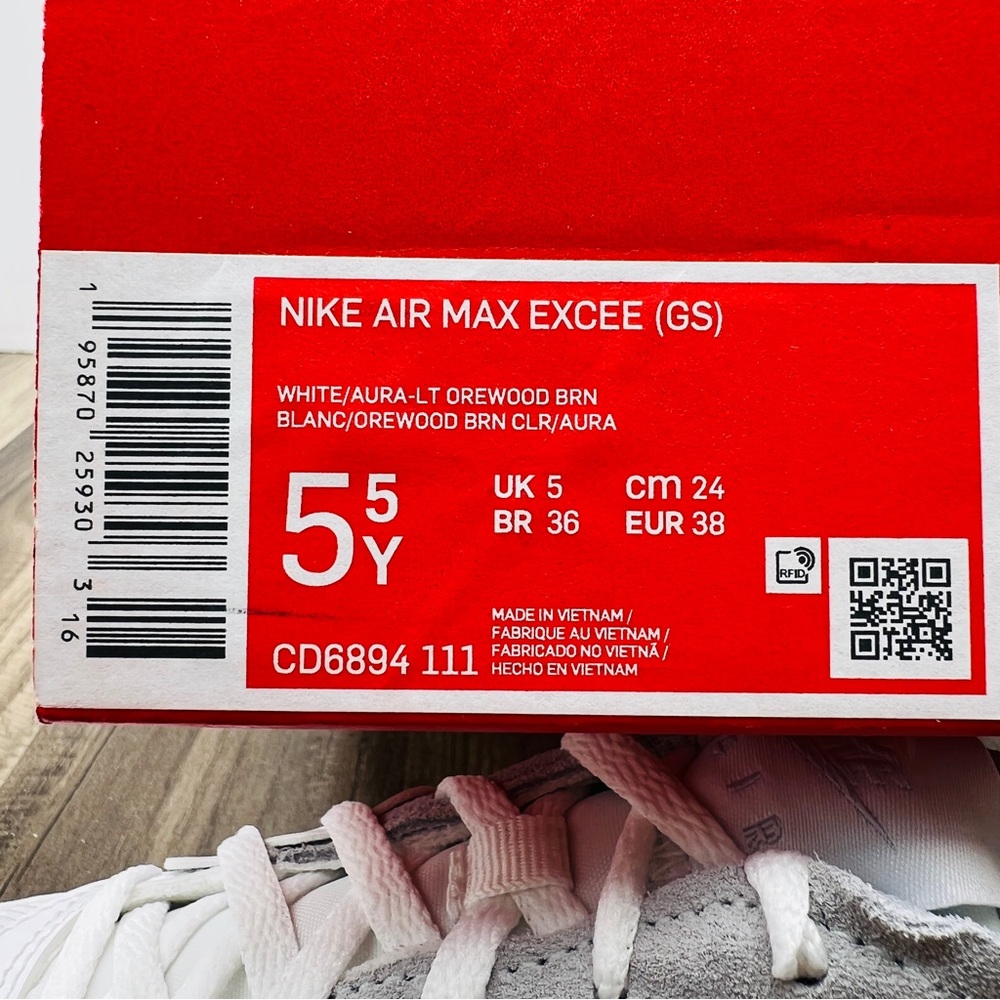 NIKE AIR MAX EXCEE (GS)
WHITE/AURA-LT OREWOOD BRN
BLANC/OREWOOD BRN CLR/AURA
5 5 Y
UK 5 cm 24
BR 36 EUR 38
RFID
MADE IN VIETNAM /
FABRIQUE AU VIETNAM /
FABRICADO NO VIETNÃ /
HECHO EN VIETNAM
CD6894 111
1 95870 25930 3 16